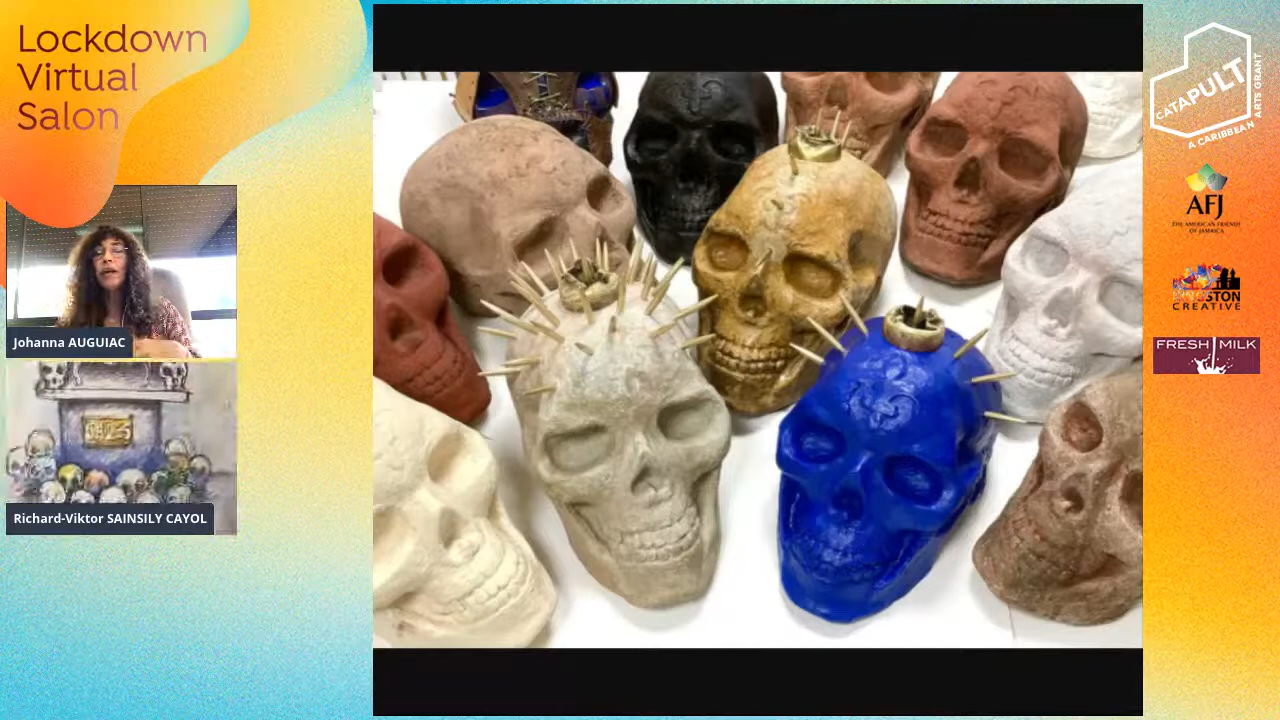 Lockdown
Virtual
Salon
Johanna AUGUIAC
Richard-Viktor SAINSILY CAYOL
CATAPULT
A CARIBBEAN
ARTS GRANT
AFJ
THE AMERICAN FRIENDS
OF JAMAICA
KINGSTON
CREATIVE
FRESH MILK